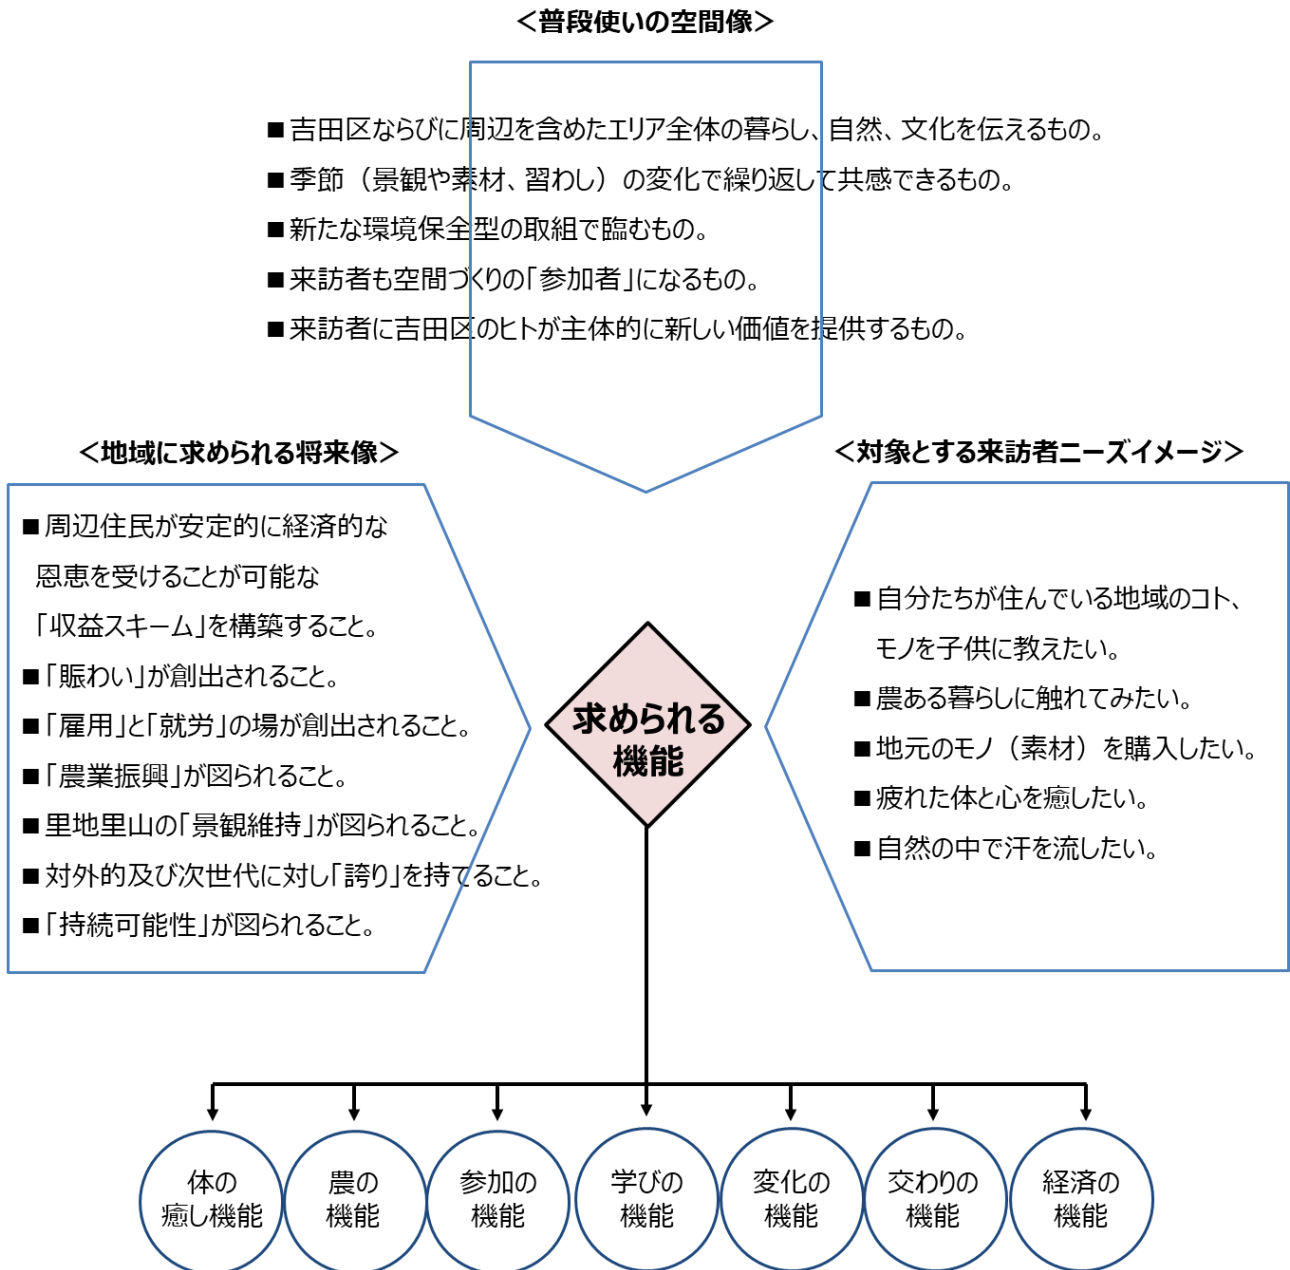 ＜普段使いの空間像＞
■吉田区ならびに周辺を含めたエリア全体の暮らし、自然、文化を伝えるもの。
■季節（景観や素材、習わし）の変化で繰り返して共感できるもの。
■新たな環境保全型の取組で臨むもの。
■来訪者も空間づくりの「参加者」になるもの。
■来訪者に吉田区のヒトが主体的に新しい価値を提供するもの。
＜地域に求められる将来像＞
■周辺住民が安定的に経済的な
恩恵を受けることが可能な
「収益スキーム」を構築すること。
■「賑わい」が創出されること。
■「雇用」と「就労」の場が創出されること。
■「農業振興」が図られること。
■里地里山の「景観維持」が図られること。
■対外的及び次世代に対し「誇り」を持てること。
■「持続可能性」が図られること。
＜対象とする来訪者ニーズイメージ＞
■自分たちが住んでいる地域のコト、
モノを子供に教えたい。
■農ある暮らしに触れてみたい。
■地元のモノ（素材）を購入したい。
■疲れた体と心を癒したい。
■自然の中で汗を流したい。
求められる
機能
体の
癒し機能
農の
機能
参加の
機能
学びの
機能
変化の
機能
交わりの
機能
経済の
機能